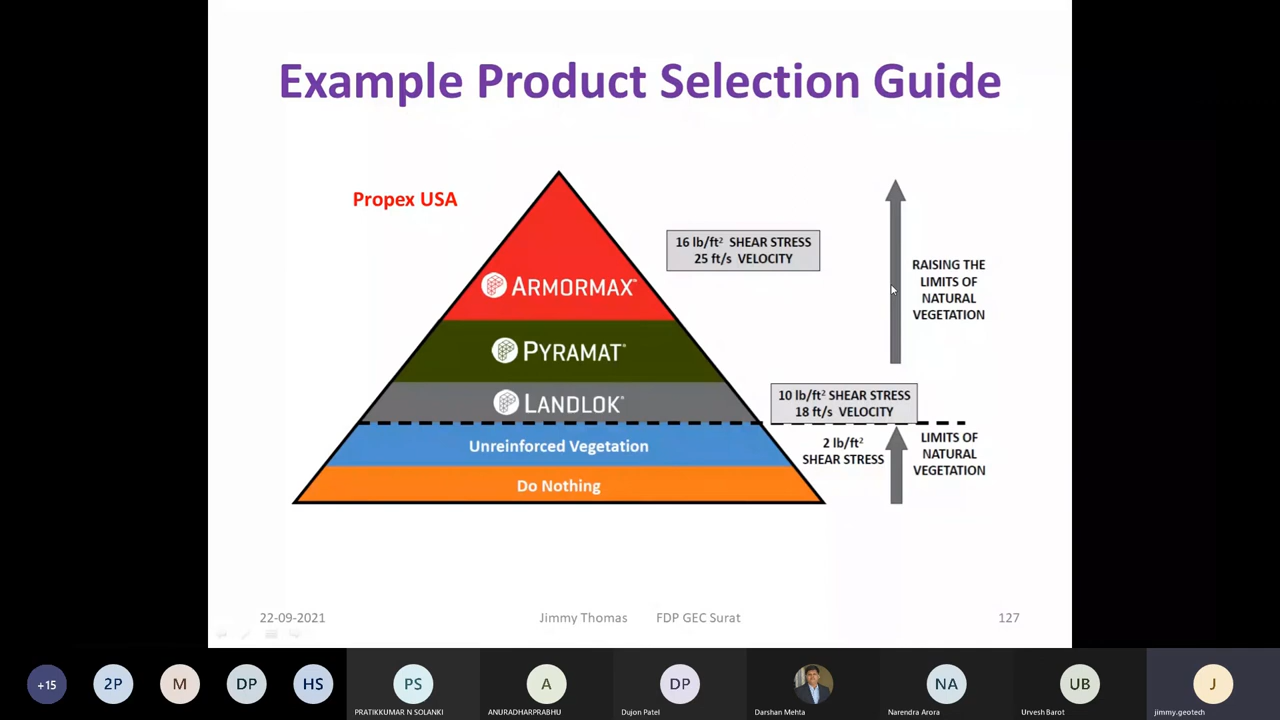 Example Product Selection Guide
Propex USA
16 lb/ft² SHEAR STRESS
25 ft/s VELOCITY
RAISING THE
LIMITS OF
NATURAL
VEGETATION
ARMORMAX™
PYRAMAT®
LANDLOK®
10 lb/ft² SHEAR STRESS
18 ft/s VELOCITY
Unreinforced Vegetation
2 lb/ft²
SHEAR STRESS
LIMITS OF
NATURAL
VEGETATION
Do Nothing
22-09-2021
Jimmy Thomas FDP GEC Surat
127
+15
2P
M
DP
HS
PS
PRATIKKUMAR N SOLANKI
A
ANURADHARPRABHU
DP
Dujon Patel
Darshan Mehta
NA
Narendra Arora
UB
Urvesh Barot
J
jimmy.geotech